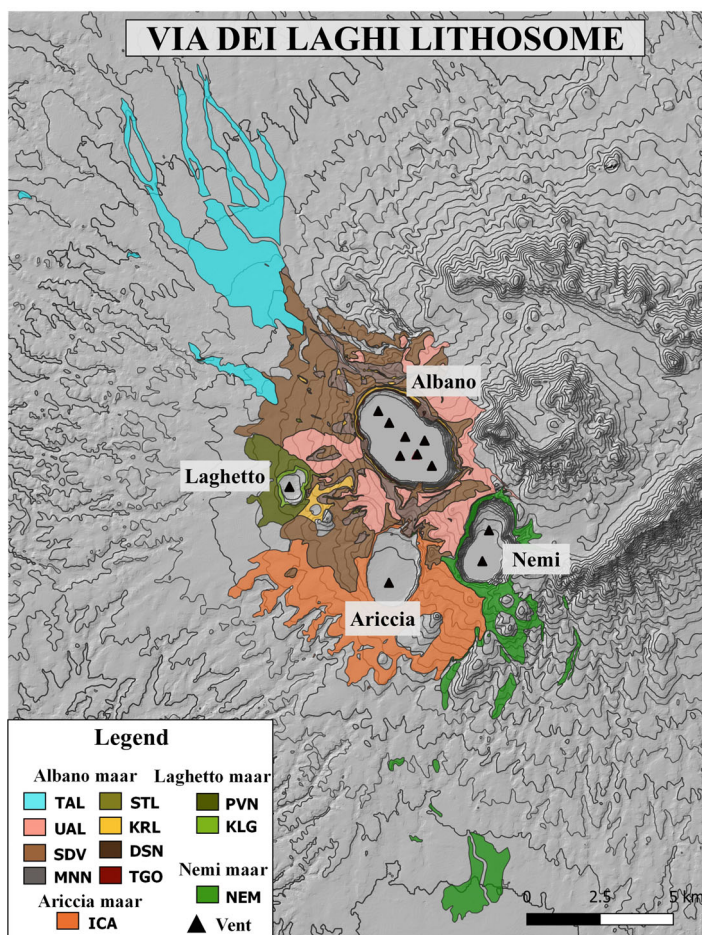 VIA DEI LAGHI LITHOSOME
Albano
Laghetto
Nemi
Ariccia
Legend
Albano maar Laghetto maar
TAL STL PVN
UAL KRL KLG
SDV DSN
MNN TGO Nemi maar
Ariccia maar NEM
ICA Vent
0 2.5 5 km